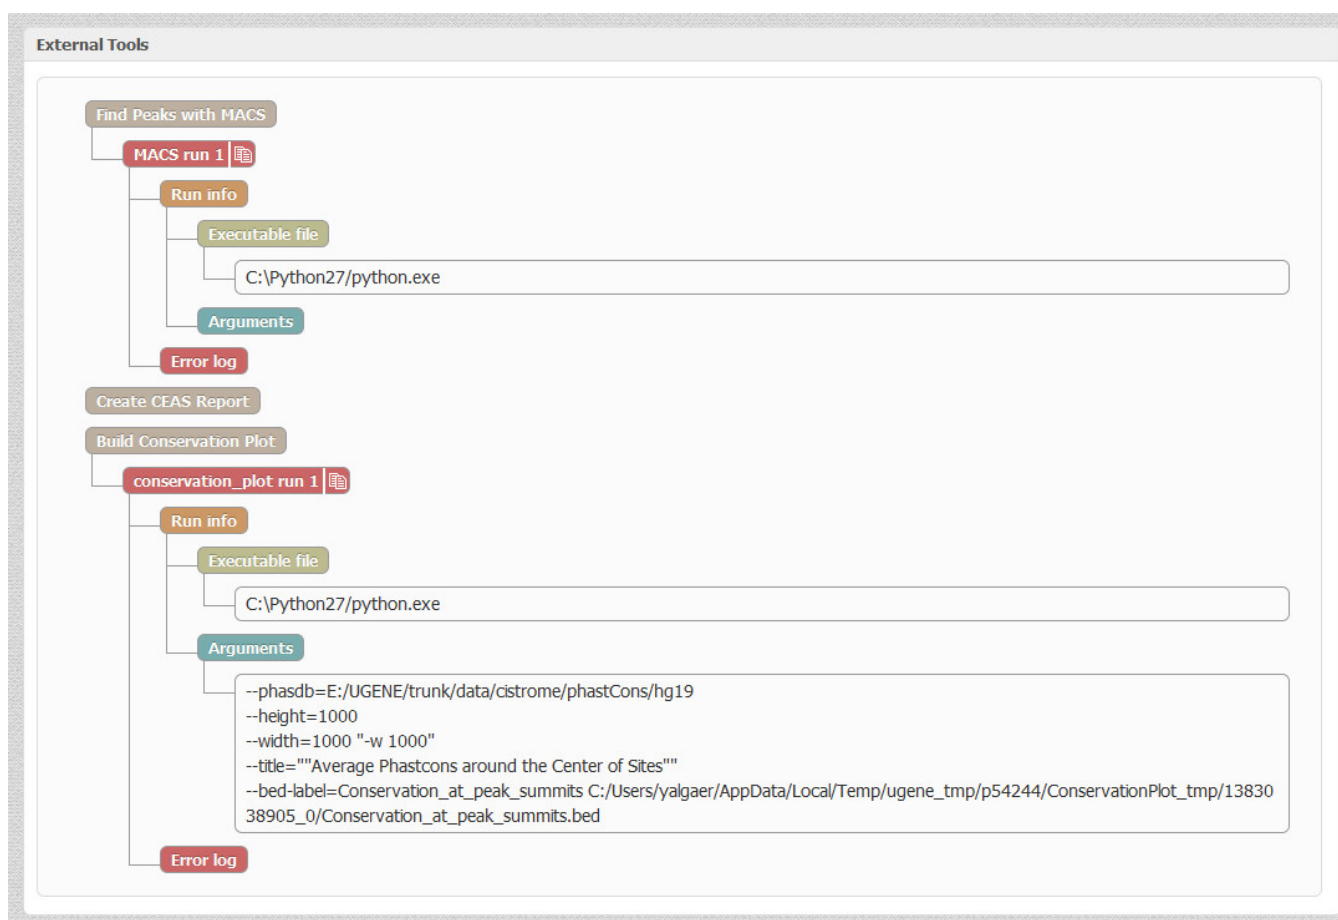 External Tools
Find Peaks with MACS
MACS run 1
Run info
Executable file
C:\Python27/python.exe
Arguments
Error log
Create CEAS Report
Build Conservation Plot
conservation_plot run 1
Run info
Executable file
C:\Python27/python.exe
Arguments
--phasdb=E:/UGENE/trunk/data/cistrome/phastCons/hg19
--height=1000
--width=1000 "-w 1000"
--title=""Average Phastcons around the Center of Sites""
--bed-label=Conservation_at_peak_summits C:/Users/yalgaer/AppData/Local/Temp/ugene_tmp/p54244/ConservationPlot_tmp/13830
38905_0/Conservation_at_peak_summits.bed
Error log